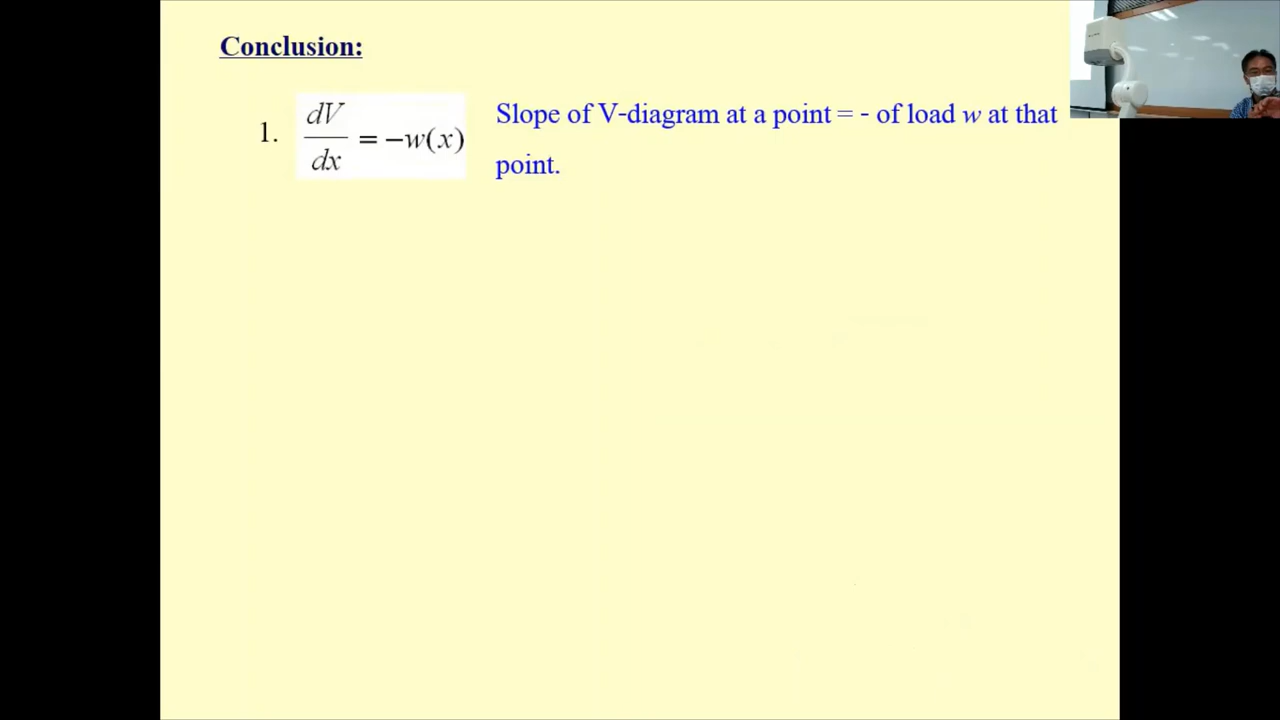 Conclusion:
1. dV/dx = −w(x)
Slope of V-diagram at a point = - of load w at that
point.